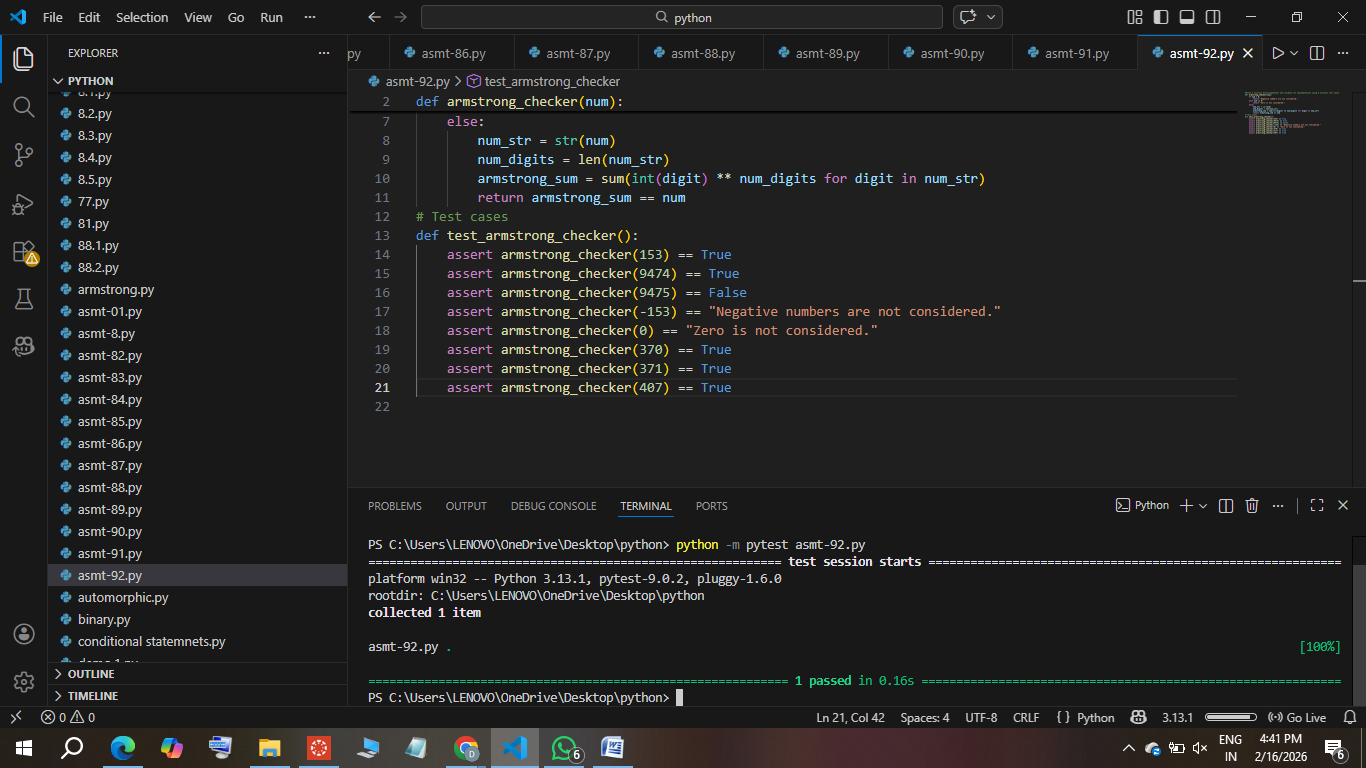 File Edit Selection View Go Run ···
python
EXPLORER ···
PYTHON
8.1.py
8.2.py
8.3.py
8.4.py
8.5.py
77.py
81.py
88.1.py
88.2.py
armstrong.py
asmt-01.py
asmt-8.py
asmt-82.py
asmt-83.py
asmt-84.py
asmt-85.py
asmt-86.py
asmt-87.py
asmt-88.py
asmt-89.py
asmt-90.py
asmt-91.py
asmt-92.py
automorphic.py
binary.py
conditional statemnets.py
OUTLINE
TIMELINE
py asmt-86.py asmt-87.py asmt-88.py asmt-89.py asmt-90.py asmt-91.py asmt-92.py
asmt-92.py > test_armstrong_checker
2 def armstrong_checker(num):
7 else:
8 num_str = str(num)
9 num_digits = len(num_str)
10 armstrong_sum = sum(int(digit) ** num_digits for digit in num_str)
11 return armstrong_sum == num
12 # Test cases
13 def test_armstrong_checker():
14 assert armstrong_checker(153) == True
15 assert armstrong_checker(9474) == True
16 assert armstrong_checker(9475) == False
17 assert armstrong_checker(-153) == "Negative numbers are not considered."
18 assert armstrong_checker(0) == "Zero is not considered."
19 assert armstrong_checker(370) == True
20 assert armstrong_checker(371) == True
21 assert armstrong_checker(407) == True
22
PROBLEMS OUTPUT DEBUG CONSOLE TERMINAL PORTS Python
PS C:\Users\LENOVO\OneDrive\Desktop\python> python -m pytest asmt-92.py
test session starts
platform win32 -- Python 3.13.1, pytest-9.0.2, pluggy-1.6.0
rootdir: C:\Users\LENOVO\OneDrive\Desktop\python
collected 1 item
asmt-92.py . [100%]
1 passed in 0.16s
PS C:\Users\LENOVO\OneDrive\Desktop\python>
0 0 Ln 21, Col 42 Spaces: 4 UTF-8 CRLF { } Python 3.13.1 Go Live
6 ENG IN 4:41 PM 2/16/2026 6